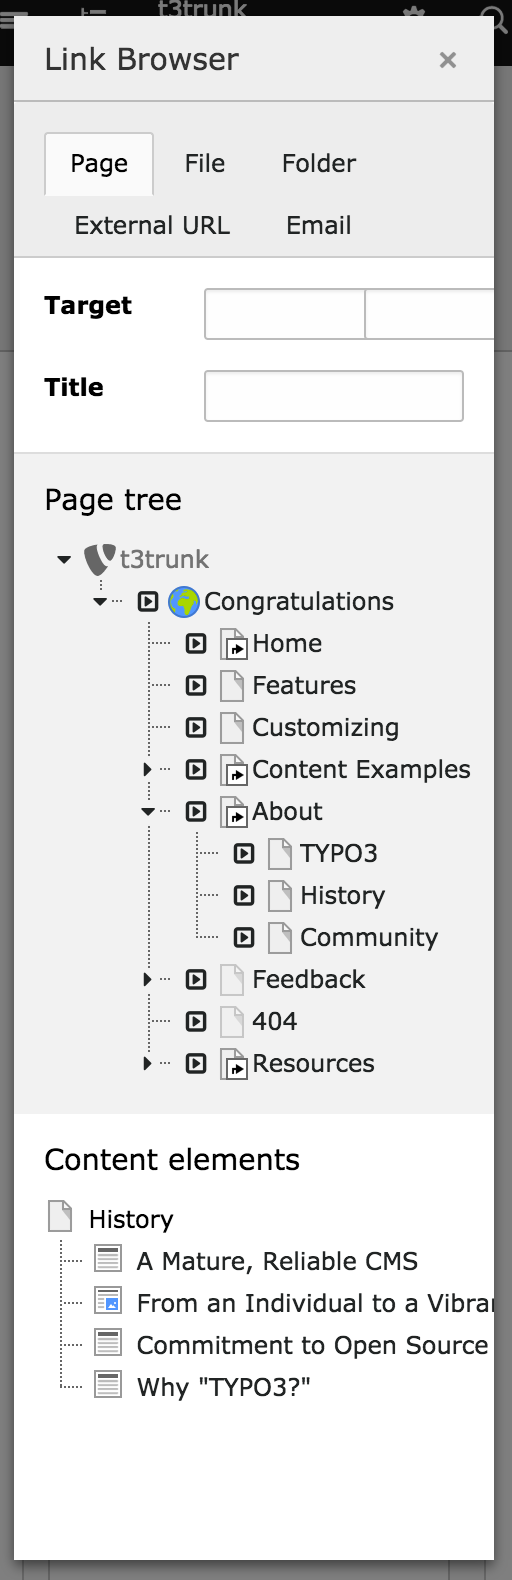 t3trunk
Link Browser ×
Page File Folder
External URL Email
Target
Title
Page tree
t3trunk
Congratulations
Home
Features
Customizing
Content Examples
About
TYPO3
History
Community
Feedback
404
Resources
Content elements
History
A Mature, Reliable CMS
From an Individual to a
Commitment to Open Source
Why "TYPO3?"